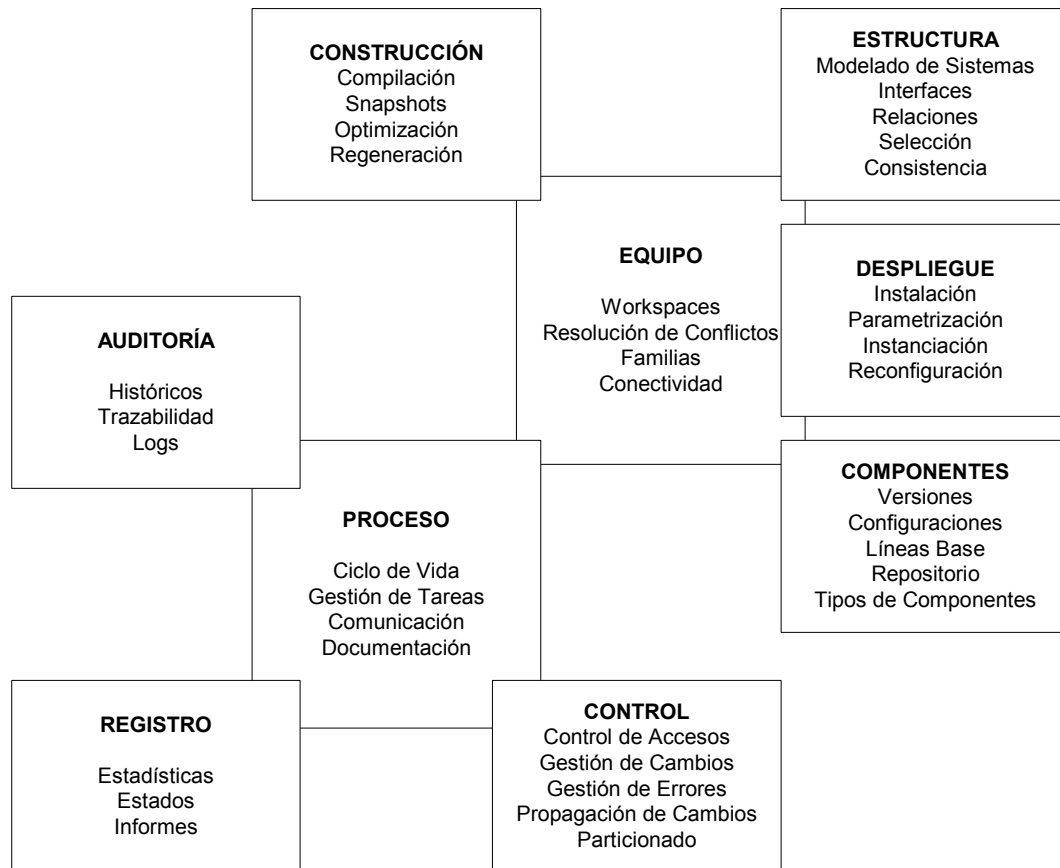 CONSTRUCCIÓN
Compilación
Snapshots
Optimización
Regeneración
ESTRUCTURA
Modelado de Sistemas
Interfaces
Relaciones
Selección
Consistencia
EQUIPO
Workspaces
Resolución de Conflictos
Familias
Conectividad
DESPLIEGUE
Instalación
Parametrización
Instanciación
Reconfiguración
AUDITORÍA
Históricos
Trazabilidad
Logs
PROCESO
Ciclo de Vida
Gestión de Tareas
Comunicación
Documentación
COMPONENTES
Versiones
Configuraciones
Líneas Base
Repositorio
Tipos de Componentes
REGISTRO
Estadísticas
Estados
Informes
CONTROL
Control de Accesos
Gestión de Cambios
Gestión de Errores
Propagación de Cambios
Particionado